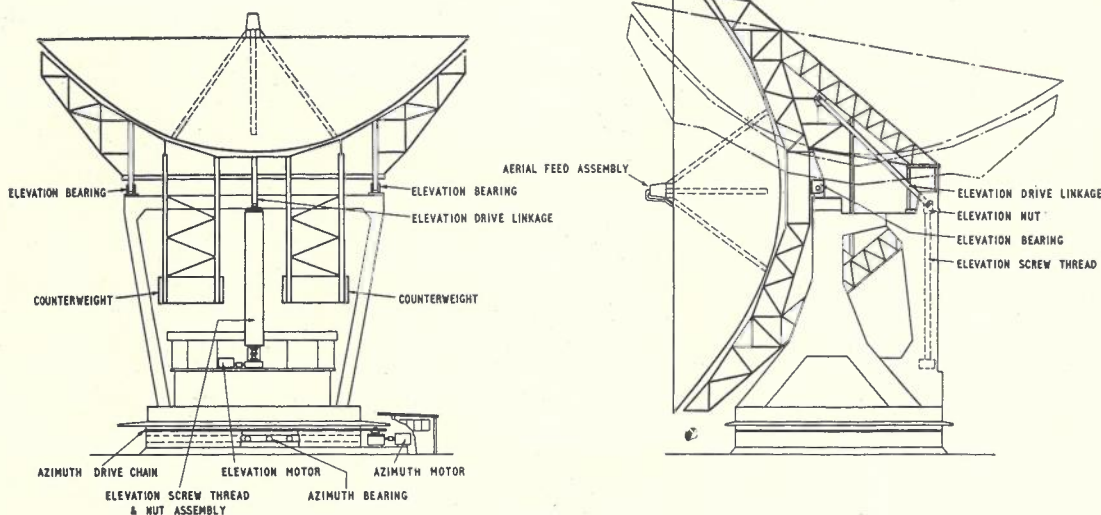 ELEVATION BEARING
ELEVATION BEARING
ELEVATION DRIVE LINKAGE
COUNTERWEIGHT
COUNTERWEIGHT
AZIMUTH DRIVE CHAIN
ELEVATION MOTOR
AZIMUTH MOTOR
ELEVATION SCREW THREAD
& NUT ASSEMBLY
AZIMUTH BEARING
AERIAL FEED ASSEMBLY
ELEVATION DRIVE LINKAGE
ELEVATION NUT
ELEVATION BEARING
ELEVATION SCREW THREAD